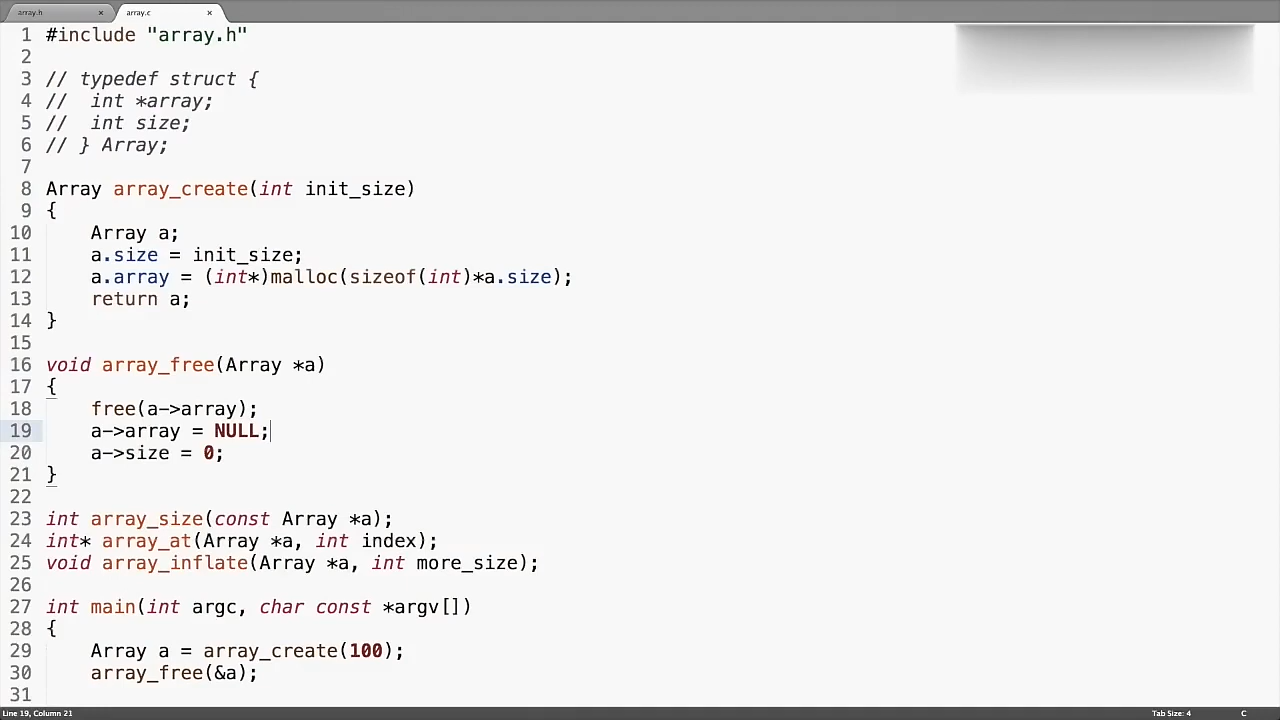 array.h ×
array.c ×
1 #include "array.h"
2
3 // typedef struct {
4 //  int *array;
5 //  int size;
6 // } Array;
7
8 Array array_create(int init_size)
9 {
10     Array a;
11     a.size = init_size;
12     a.array = (int*)malloc(sizeof(int)*a.size);
13     return a;
14 }
15
16 void array_free(Array *a)
17 {
18     free(a->array);
19     a->array = NULL;
20     a->size = 0;
21 }
22
23 int array_size(const Array *a);
24 int* array_at(Array *a, int index);
25 void array_inflate(Array *a, int more_size);
26
27 int main(int argc, char const *argv[])
28 {
29     Array a = array_create(100);
30     array_free(&a);
31
Line 19, Column 21
Tab Size: 4
C